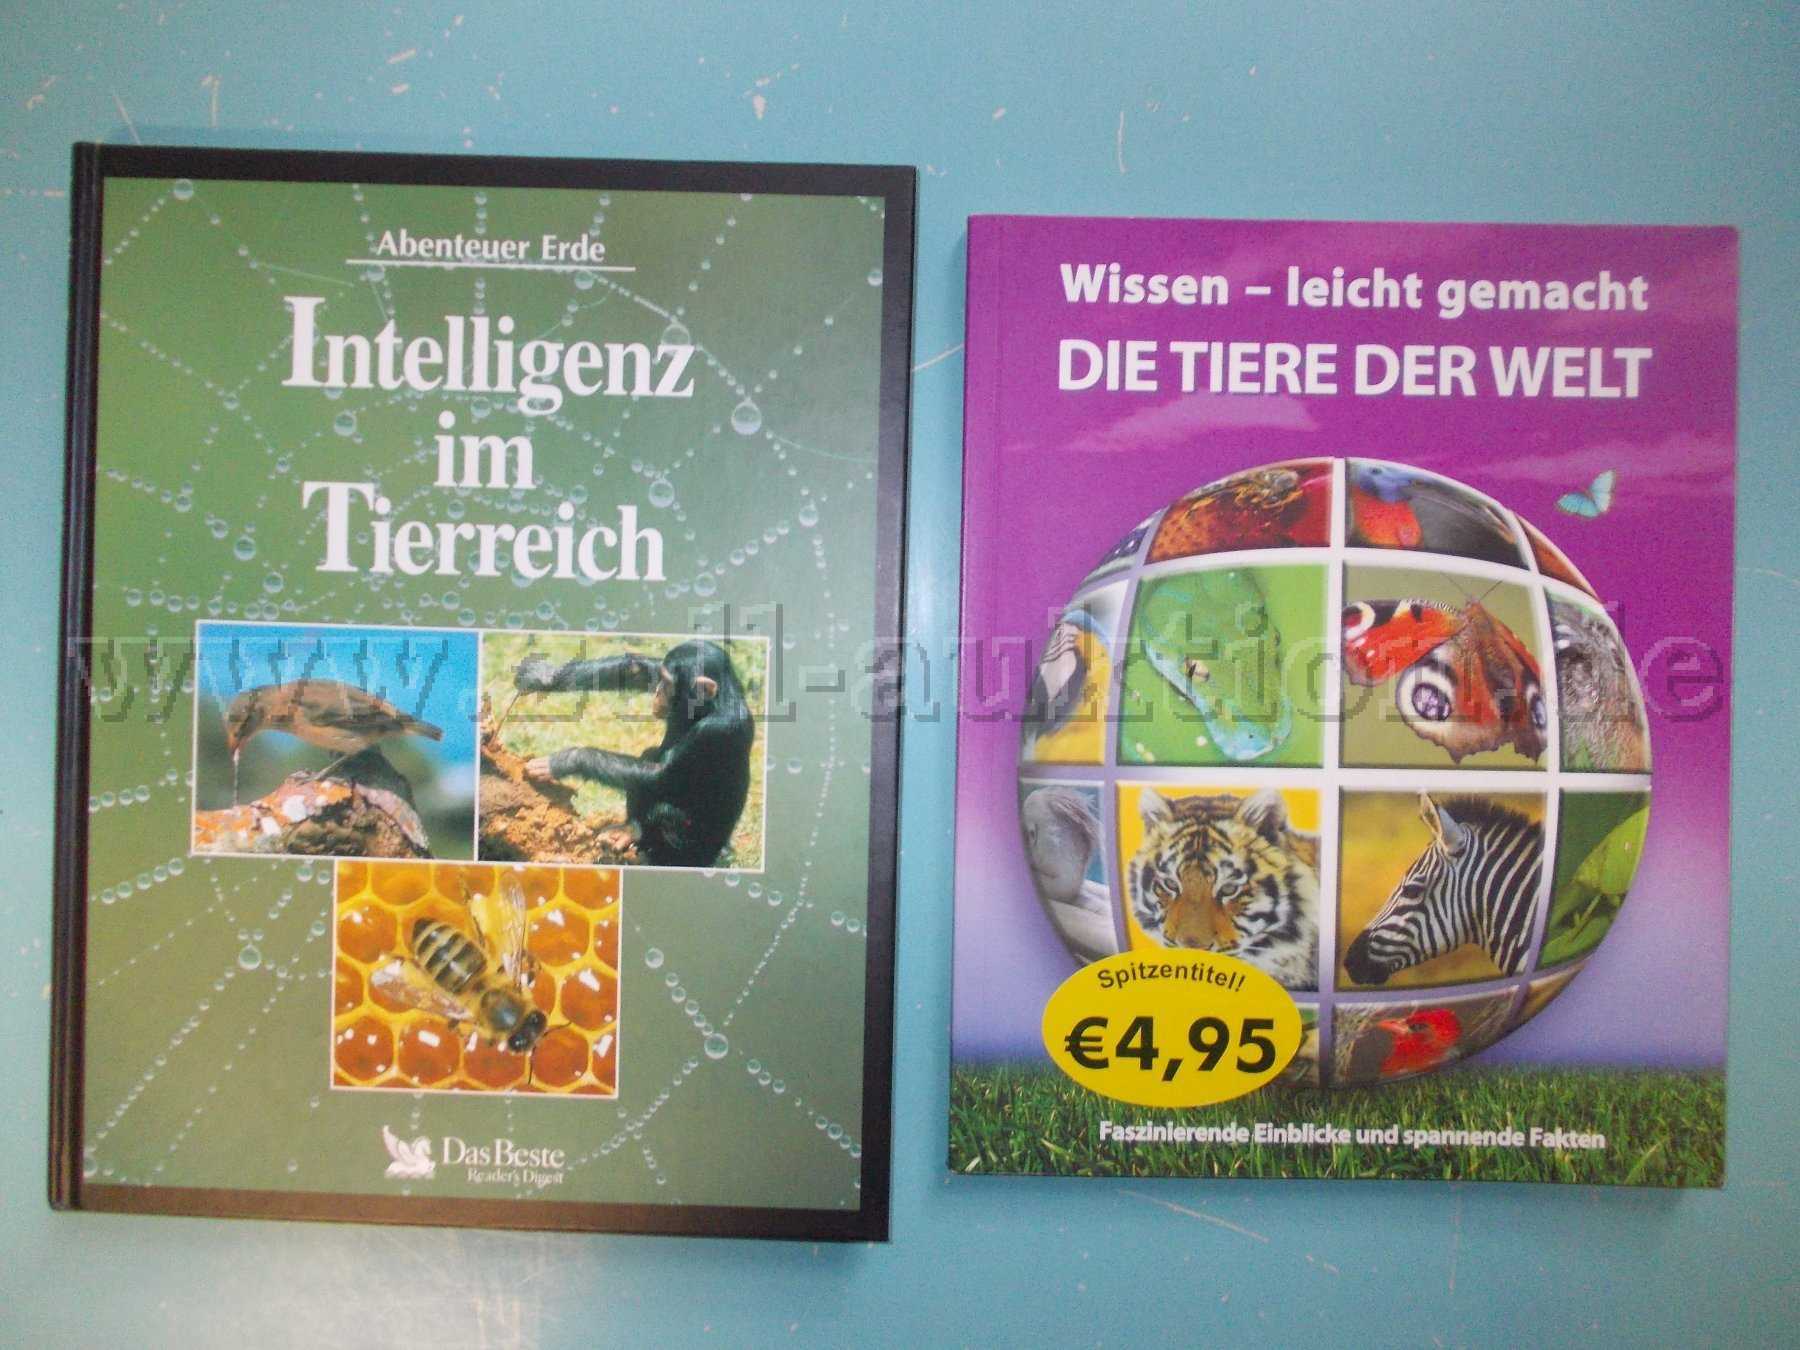 Abenteuer Erde
Intelligenz
im
Tierreich
Das Beste
Reader's Digest
Wissen – leicht gemacht
DIE TIERE DER WELT
Spitzentitel!
€4,95
Faszinierende Einblicke und spannende Fakten
www.zoll-auktion.de